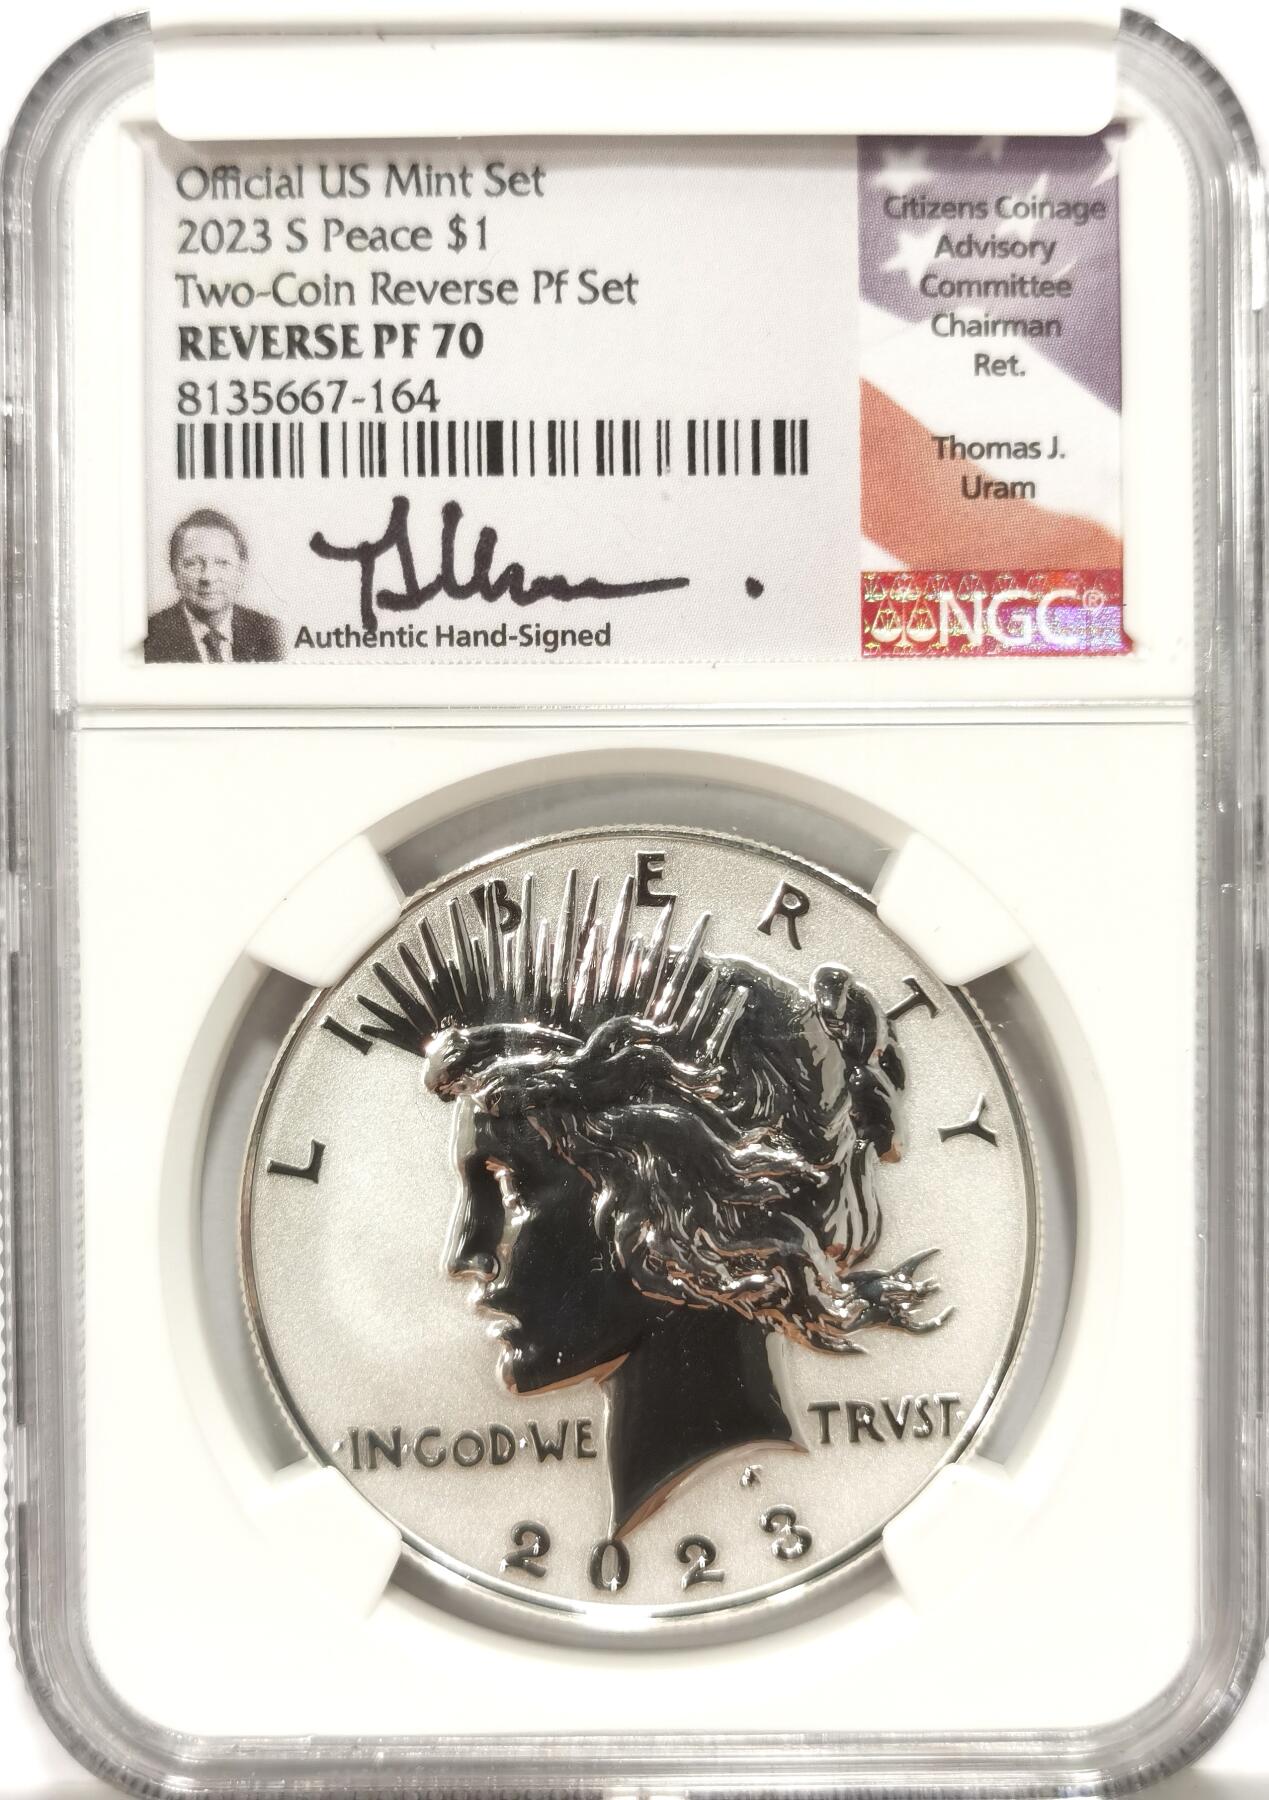 Official US Mint Set
2023 S Peace $1
Two-Coin Reverse Pf Set
REVERSE PF 70
8135667-164
Authentic Hand-Signed
Citizens Coinage
Advisory
Committee
Chairman
Ret.
Thomas J.
Uram
NGC®
LIBERTY
·IN·GOD·WE TRVST·
2023